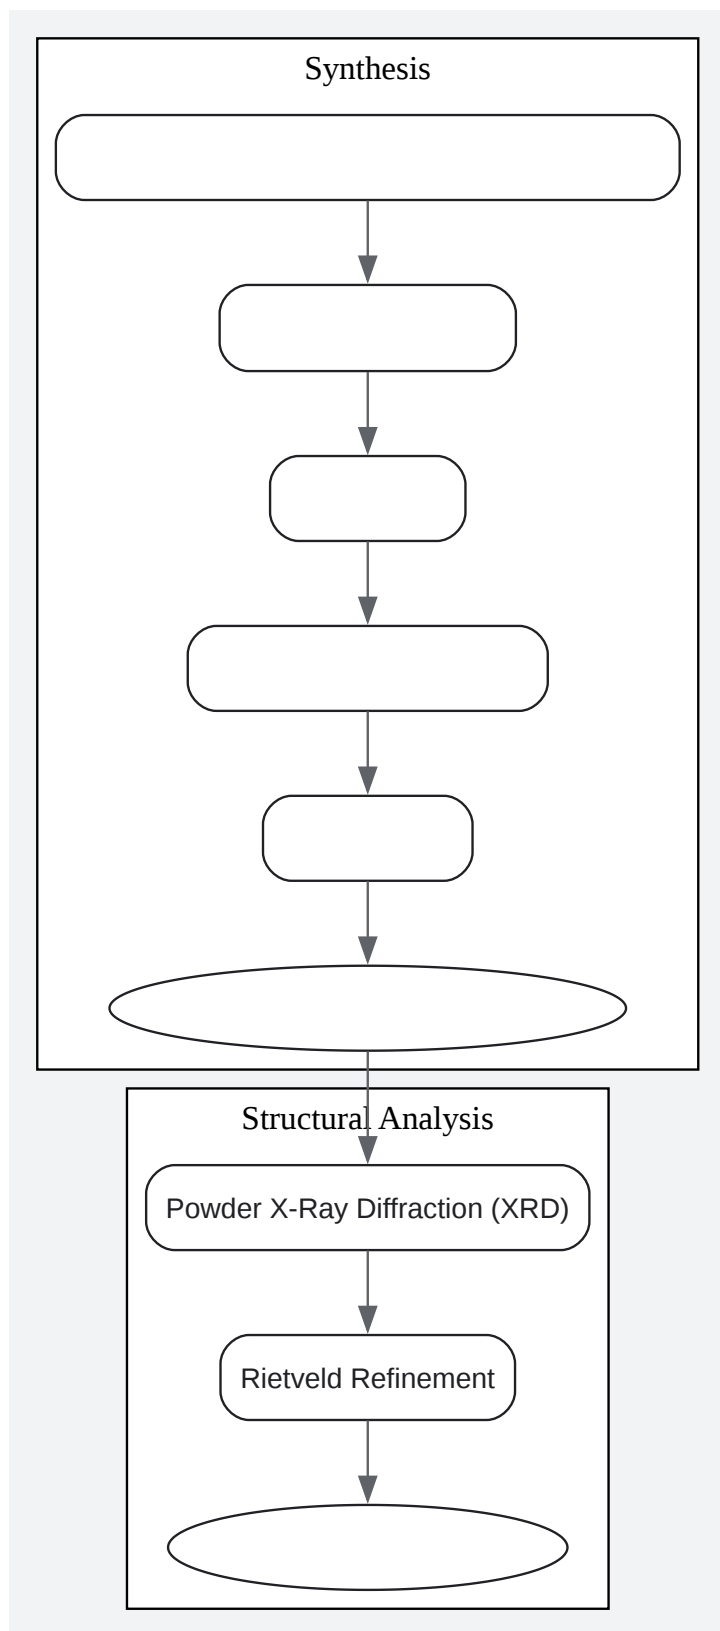 Synthesis
Structural Analysis
Powder X-Ray Diffraction (XRD)
Rietveld Refinement